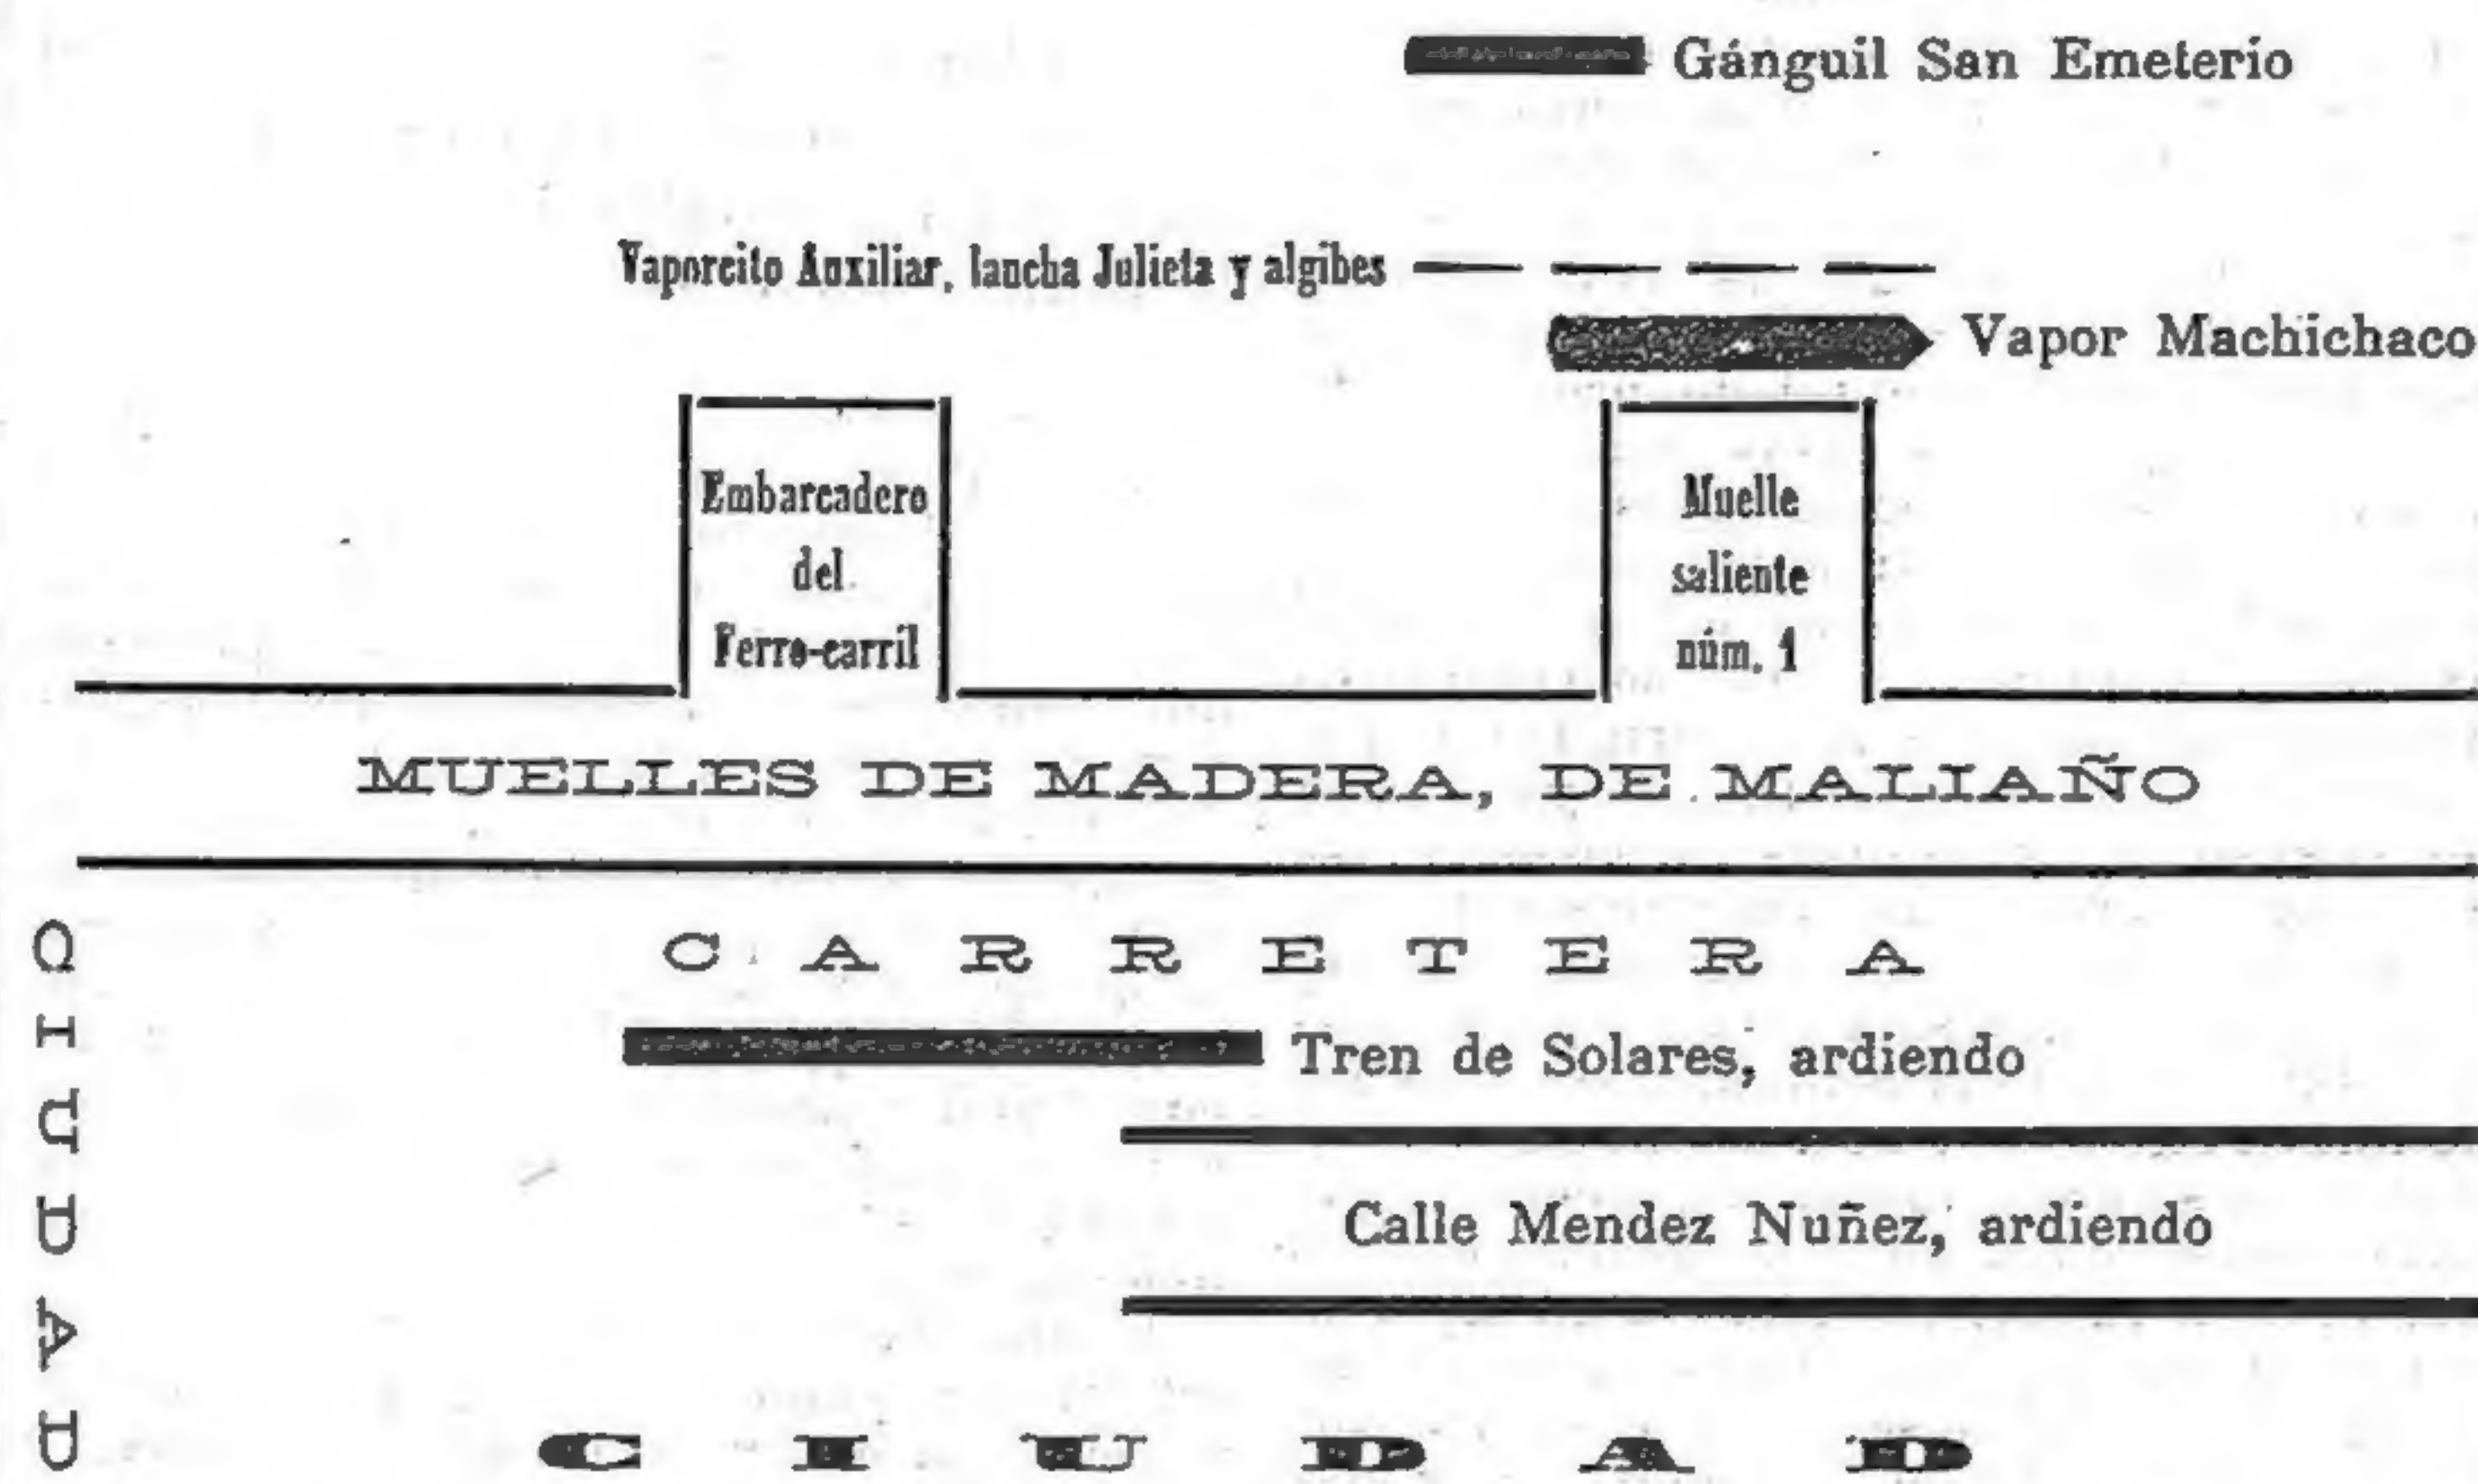 Gánguil San Emeterio
Vaporcito Auxiliar, lancha Julieta y algibes
Vapor Machichaco
Embarcadero
del
Ferro-carril
Muelle
saliente
núm. 1
MUELLES DE MADERA, DE MALIAÑO
CARRETERA
Tren de Solares, ardiendo
Calle Mendez Nuñez, ardiendo
CIUDAD
CIUDAD